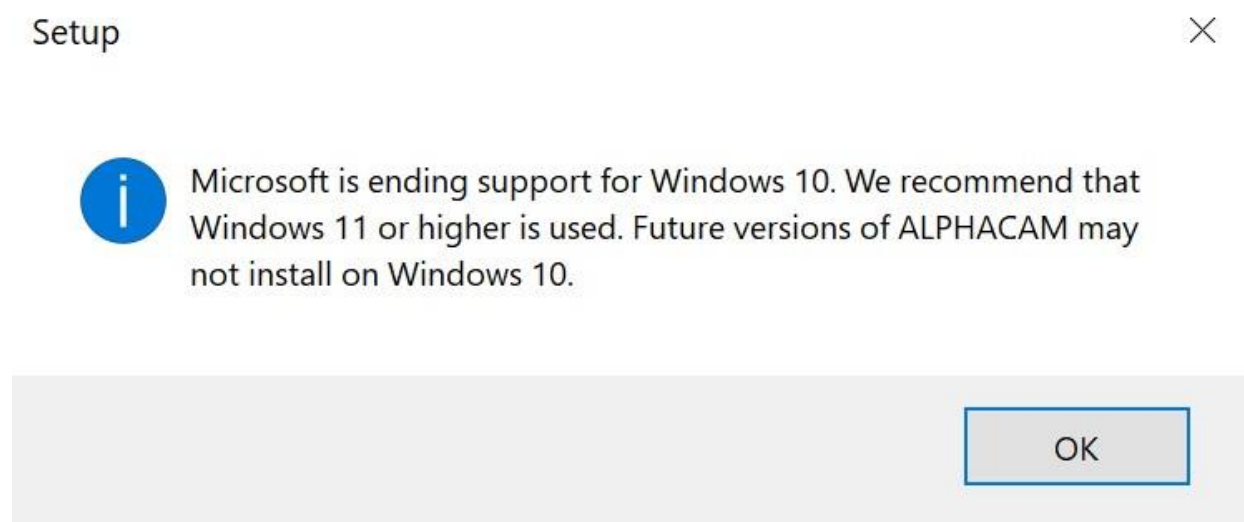 Setup
Microsoft is ending support for Windows 10. We recommend that
Windows 11 or higher is used. Future versions of ALPHACAM may
not install on Windows 10.
OK